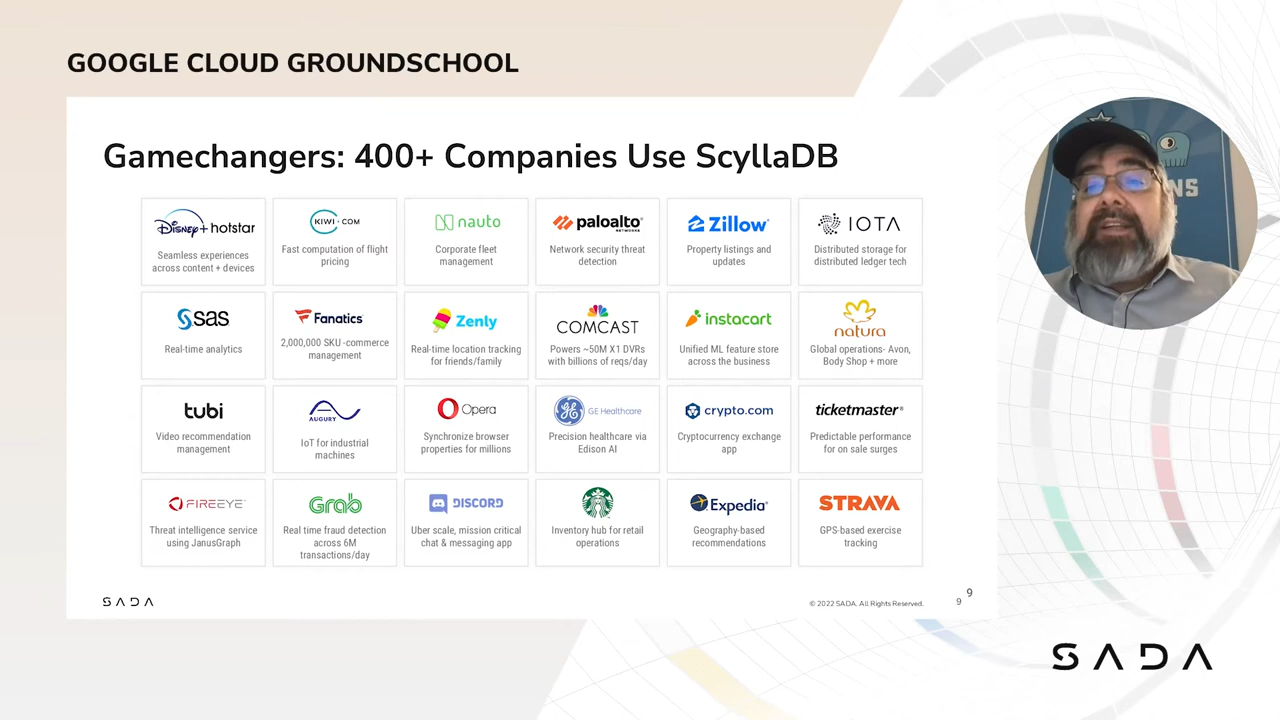 GOOGLE CLOUD GROUNDSCHOOL
Gamechangers: 400+ Companies Use ScyllaDB
Disney+ hotstar
Seamless experiences
across content + devices
KIWI.COM
Fast computation of flight
pricing
nauto
Corporate fleet
management
paloalto
NETWORKS
Network security threat
detection
Zillow
Property listings and
updates
IOTA
Distributed storage for
distributed ledger tech
sas
Real-time analytics
Fanatics
2,000,000 SKU -commerce
management
Zenly
Real-time location tracking
for friends/family
COMCAST
Powers ~50M X1 DVRs
with billions of reqs/day
instacart
Unified ML feature store
across the business
natura
Global operations- Avon,
Body Shop + more
tubi
Video recommendation
management
AUGURY
IoT for industrial
machines
Opera
Synchronize browser
properties for millions
GE Healthcare
Precision healthcare via
Edison AI
crypto.com
Cryptocurrency exchange
app
ticketmaster®
Predictable performance
for on sale surges
FIREEYE
Threat intelligence service
using JanusGraph
Grab
Real time fraud detection
across 6M
transactions/day
DISCORD
Uber scale, mission critical
chat & messaging app
Inventory hub for retail
operations
Expedia®
Geography-based
recommendations
STRAVA
GPS-based exercise
tracking
SADA
© 2022 SADA. All Rights Reserved.
9
9
SADA